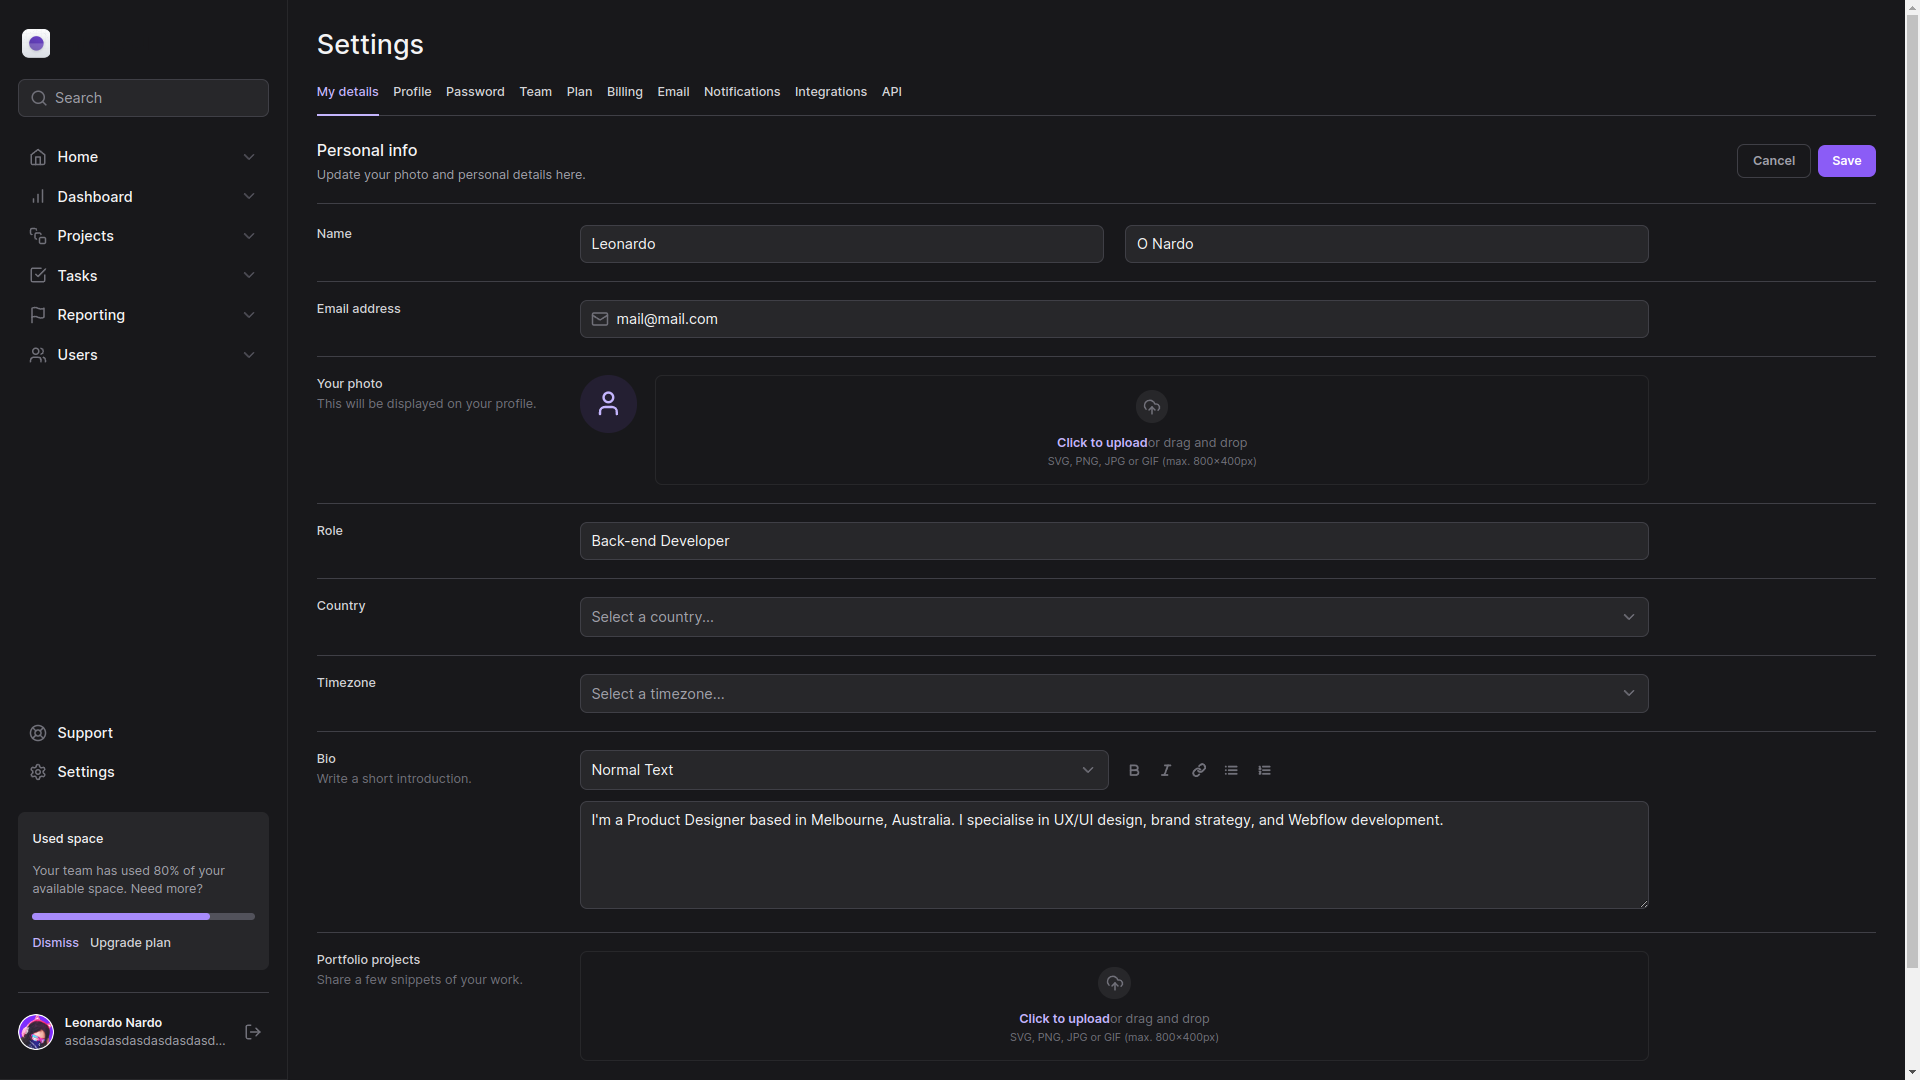 Search
Home
Dashboard
Projects
Tasks
Reporting
Users
Support
Settings
Used space
Your team has used 80% of your
available space. Need more?
Dismiss Upgrade plan
Leonardo Nardo
asdasdasdasdasdasdasd...
Settings
My details Profile Password Team Plan Billing Email Notifications Integrations API
Personal info
Update your photo and personal details here.
Cancel Save
Name
Leonardo
O Nardo
Email address
mail@mail.com
Your photo
This will be displayed on your profile.
Click to uploador drag and drop
SVG, PNG, JPG or GIF (max. 800×400px)
Role
Back-end Developer
Country
Select a country...
Timezone
Select a timezone...
Bio
Write a short introduction.
Normal Text
I'm a Product Designer based in Melbourne, Australia. I specialise in UX/UI design, brand strategy, and Webflow development.
Portfolio projects
Share a few snippets of your work.
Click to uploador drag and drop
SVG, PNG, JPG or GIF (max. 800×400px)